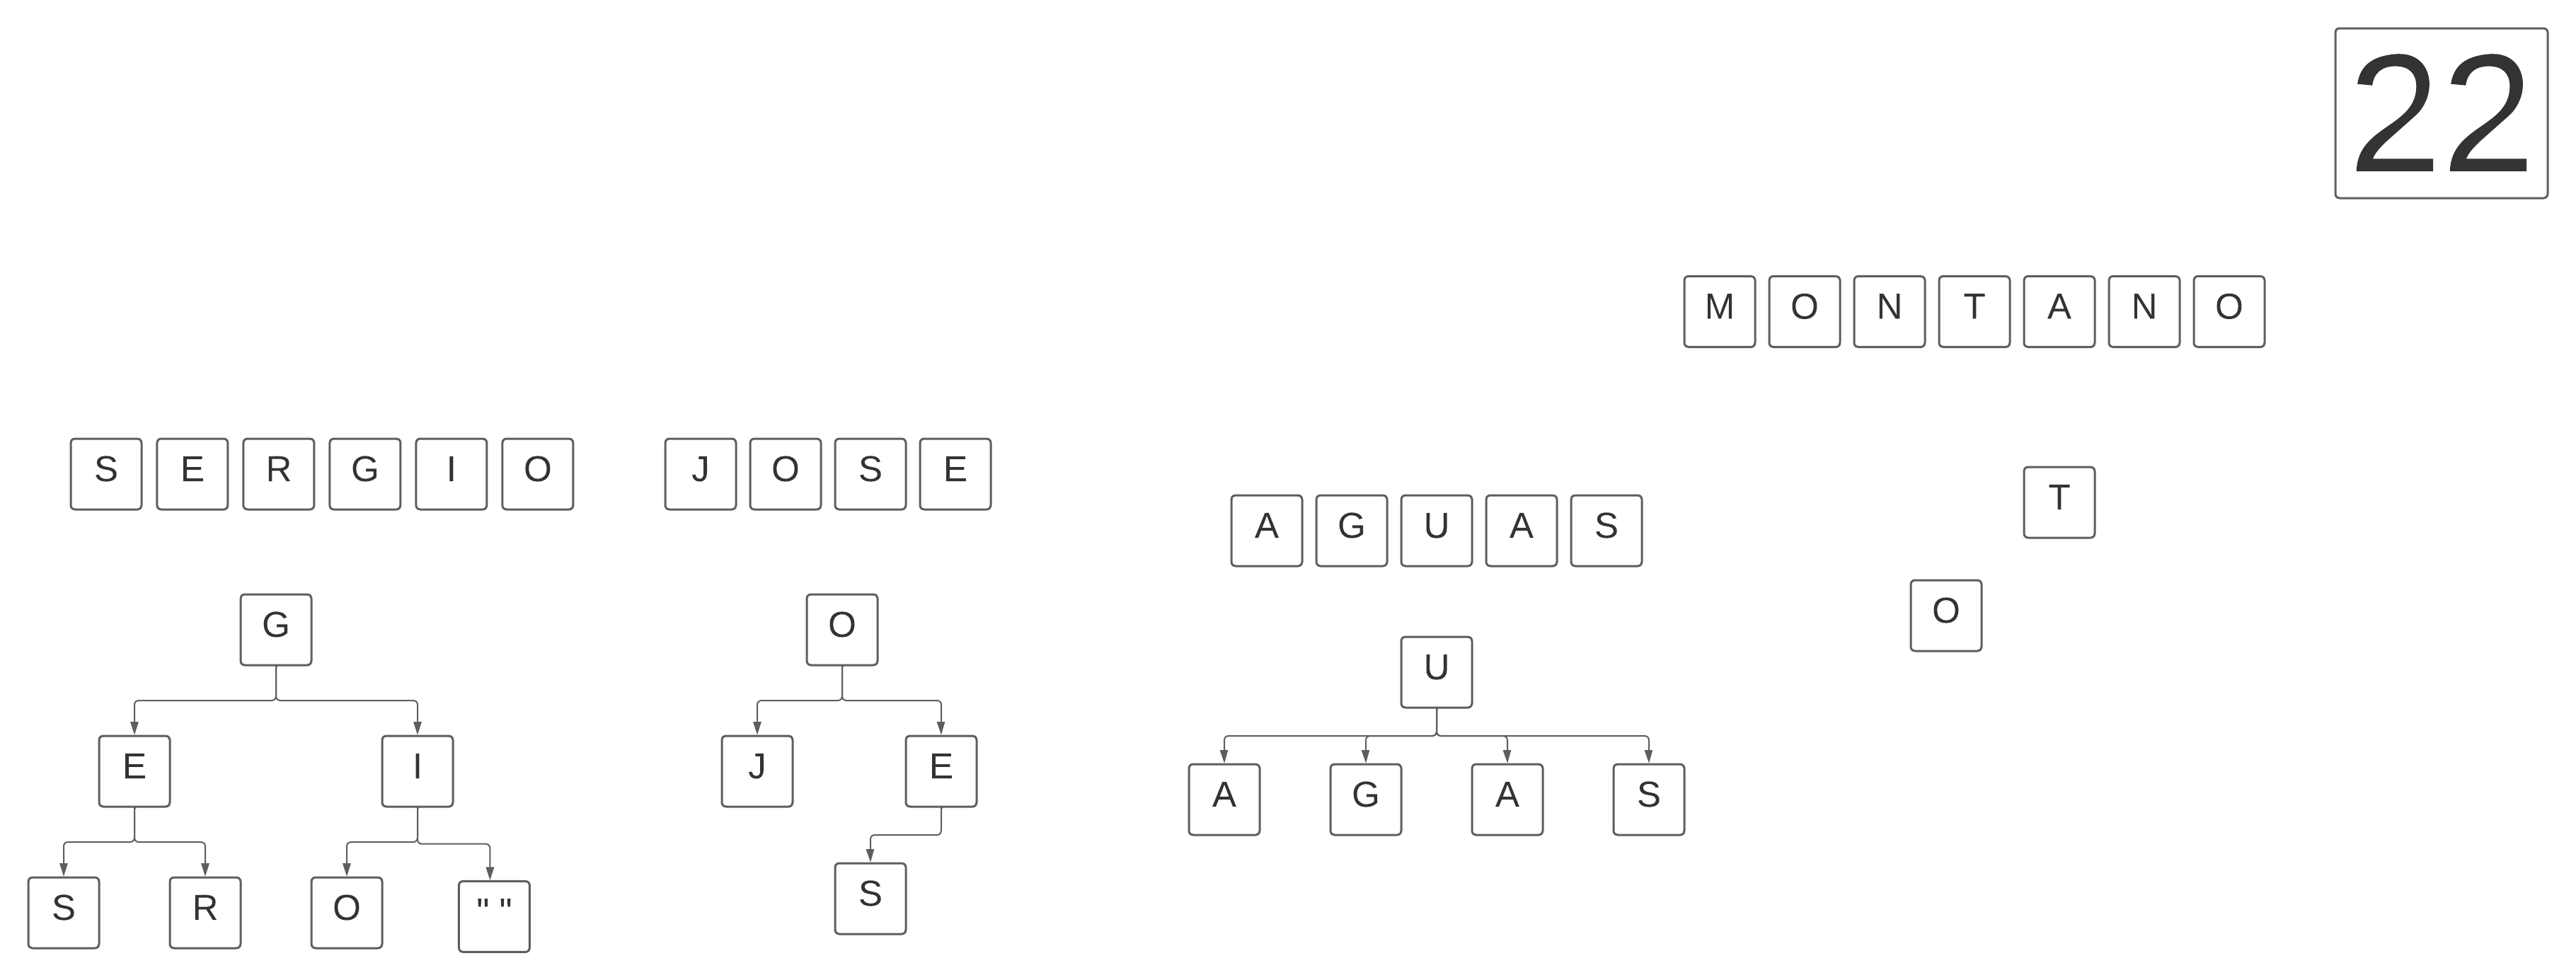 22
M O N T A N O
S E R G I O
J O S E
A G U A S
T
O
G
E I
S R O " "
O
J E
S
U
A G A S